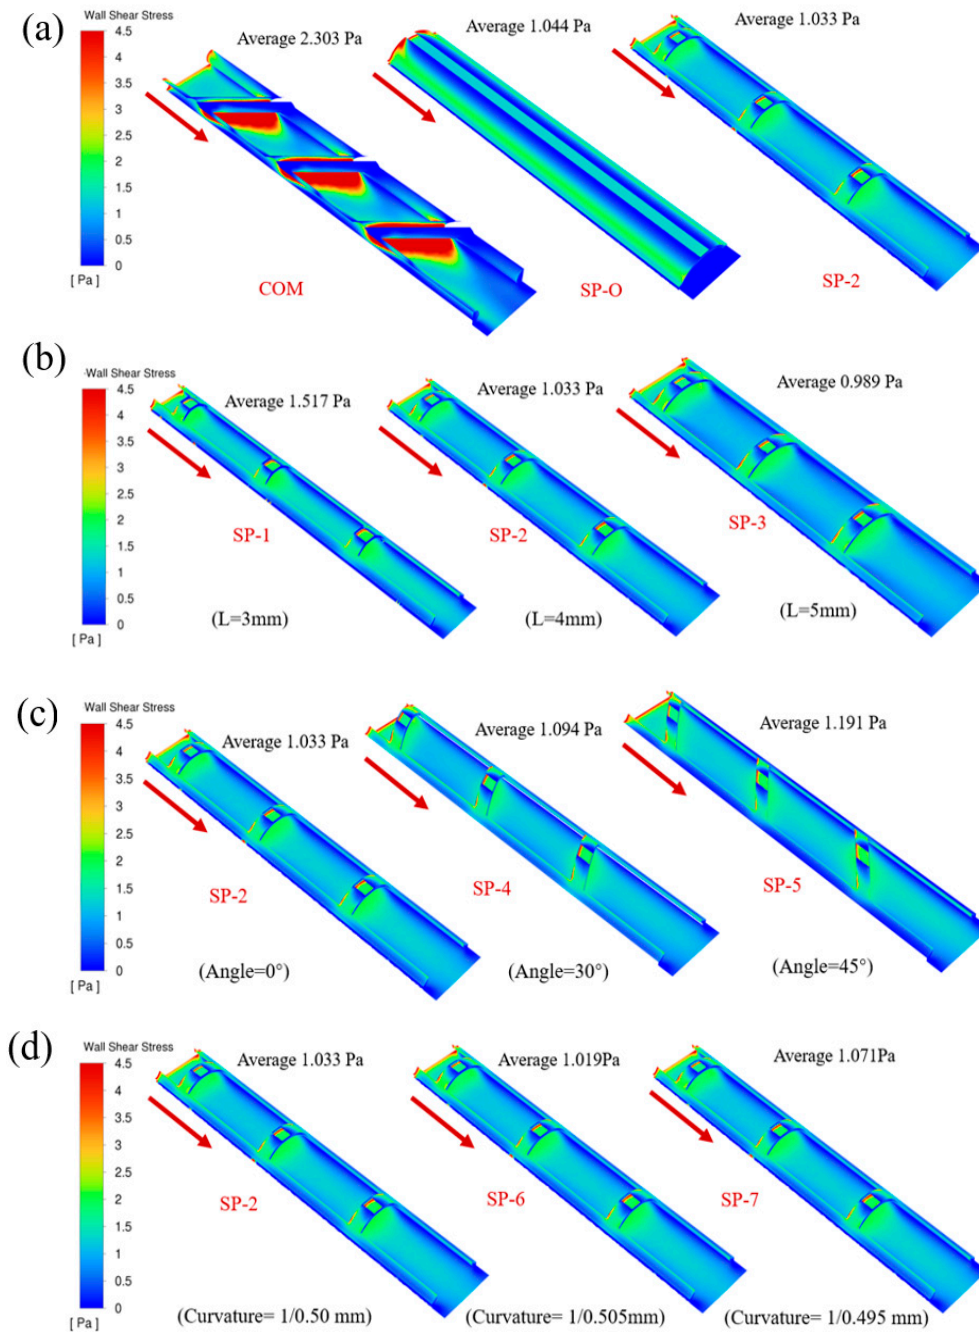 (a)
Wall Shear Stress
4.5
4
3.5
3
2.5
2
1.5
1
0.5
0
[ Pa ]
Average 2.303 Pa
COM
Average 1.044 Pa
SP-O
Average 1.033 Pa
SP-2
(b)
Wall Shear Stress
4.5
4
3.5
3
2.5
2
1.5
1
0.5
0
[ Pa ]
Average 1.517 Pa
SP-1
(L=3mm)
Average 1.033 Pa
SP-2
(L=4mm)
Average 0.989 Pa
SP-3
(L=5mm)
(c)
Wall Shear Stress
4.5
4
3.5
3
2.5
2
1.5
1
0.5
0
[ Pa ]
Average 1.033 Pa
SP-2
(Angle=0°)
Average 1.094 Pa
SP-4
(Angle=30°)
Average 1.191 Pa
SP-5
(Angle=45°)
(d)
Wall Shear Stress
4.5
4
3.5
3
2.5
2
1.5
1
0.5
0
[ Pa ]
Average 1.033 Pa
SP-2
(Curvature= 1/0.50 mm)
Average 1.019Pa
SP-6
(Curvature= 1/0.505mm)
Average 1.071Pa
SP-7
(Curvature= 1/0.495 mm)